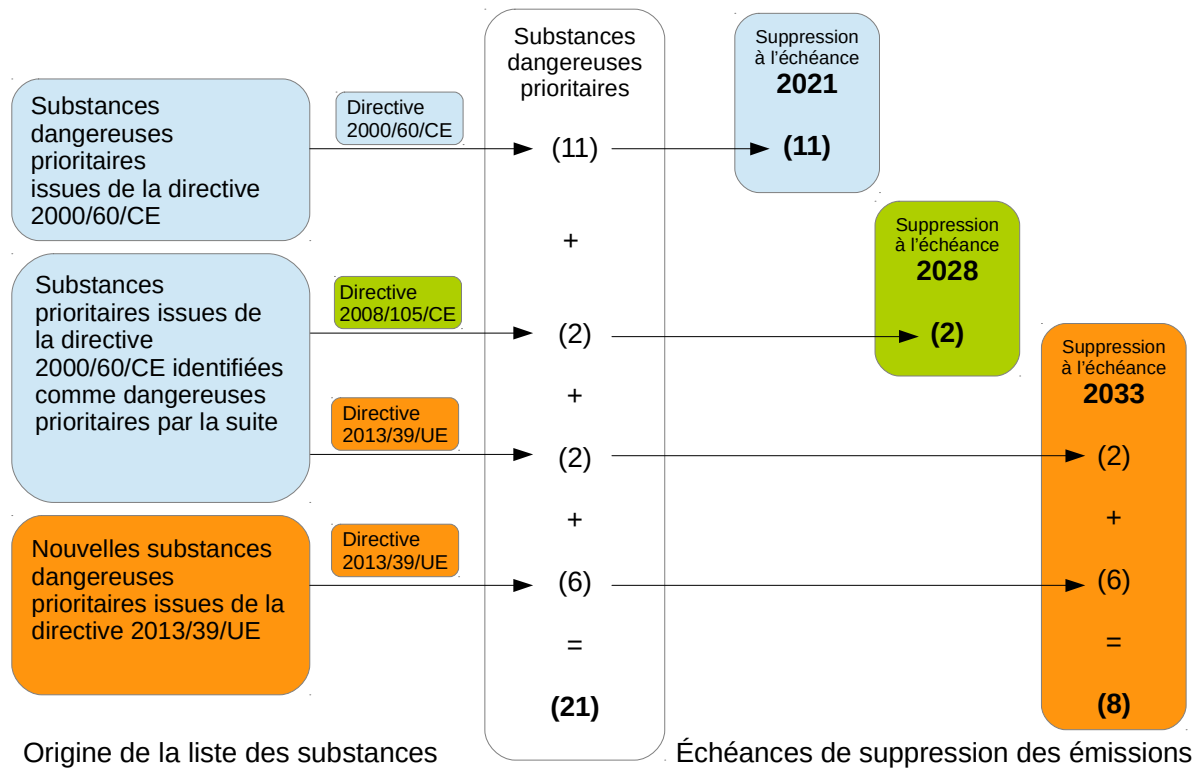 Substances
dangereuses
prioritaires
issues de la directive
2000/60/CE
Directive
2000/60/CE
Substances
dangereuses
prioritaires
(11)
Suppression
à l'échéance
2021
(11)
+
Substances
prioritaires issues de
la directive
2000/60/CE identifiées
comme dangereuses
prioritaires par la suite
Directive
2008/105/CE
(2)
Suppression
à l'échéance
2028
(2)
+
Directive
2013/39/UE
(2)
Suppression
à l'échéance
2033
(2)
+
+
Nouvelles substances
dangereuses
prioritaires issues de la
directive 2013/39/UE
Directive
2013/39/UE
(6)
(6)
=
=
(21)
(8)
Origine de la liste des substances
Échéances de suppression des émissions